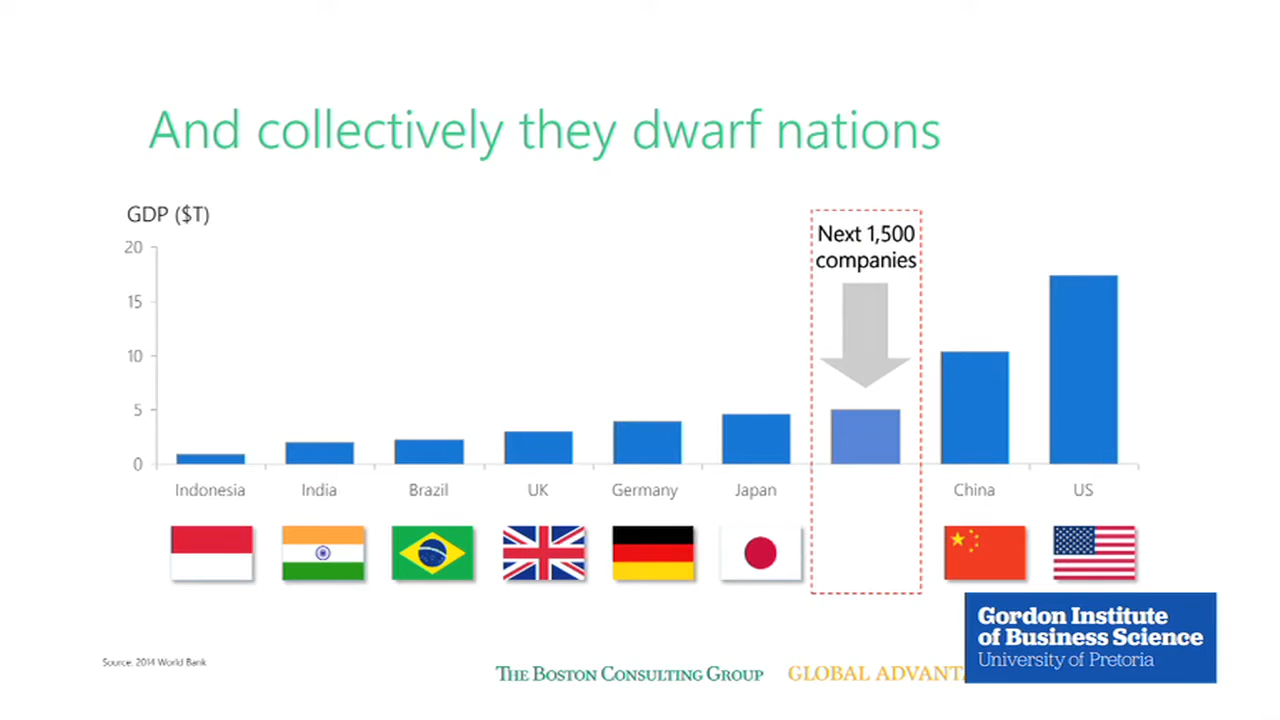 And collectively they dwarf nations
GDP ($T)
20
15
10
5
0
Next 1,500
companies
Indonesia
India
Brazil
UK
Germany
Japan
China
US
Gordon Institute
of Business Science
University of Pretoria
Source: 2014 World Bank
THE BOSTON CONSULTING GROUP
GLOBAL ADVANTA